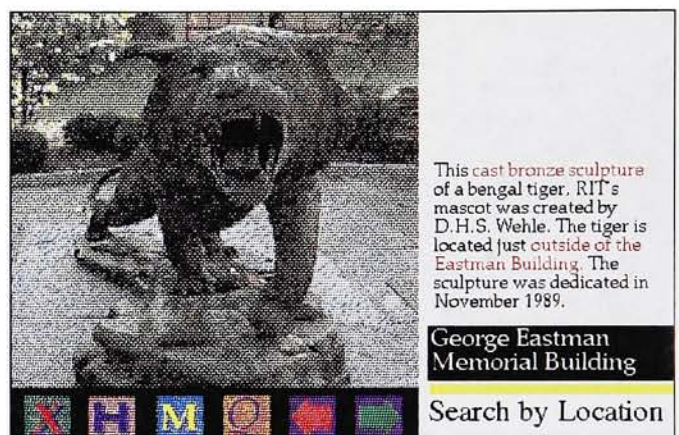 This cast bronze sculpture
of a bengal tiger, RIT's
mascot was created by
D.H.S. Wehle. The tiger is
located just outside of the
Eastman Building. The
sculpture was dedicated in
November 1989.
George Eastman
Memorial Building
X H M O
Search by Location